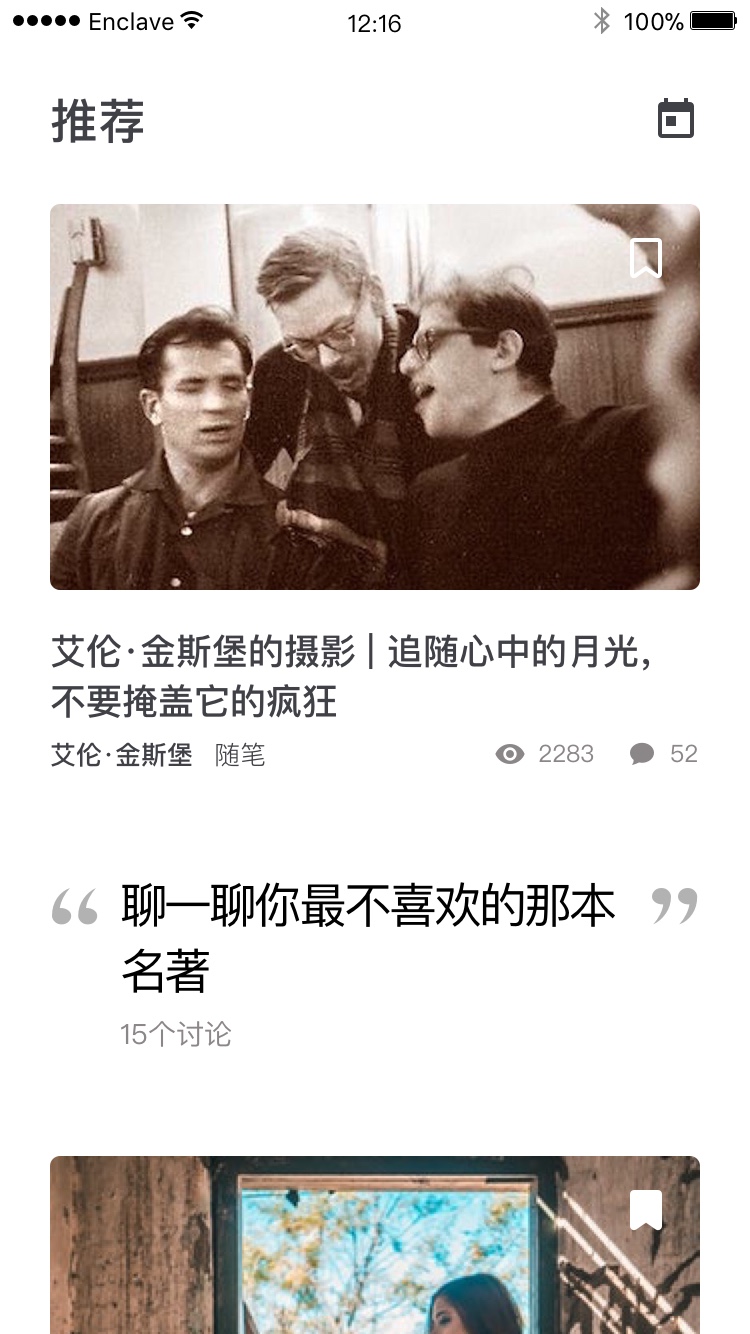 Enclave 12:16 100%
推荐
艾伦·金斯堡的摄影 | 追随心中的月光，
不要掩盖它的疯狂
艾伦·金斯堡 随笔 2283 52
“聊一聊你最不喜欢的那本”
名著
15个讨论